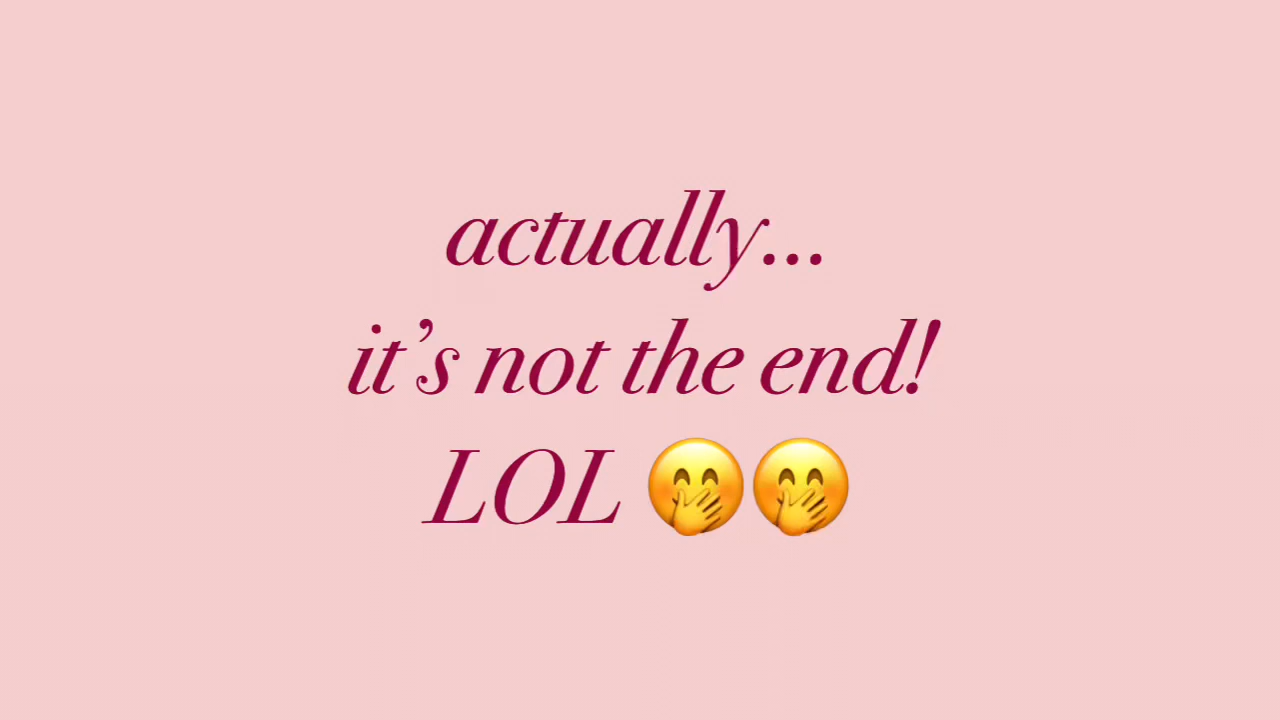 actually...
it’s not the end!
LOL 🤭🤭